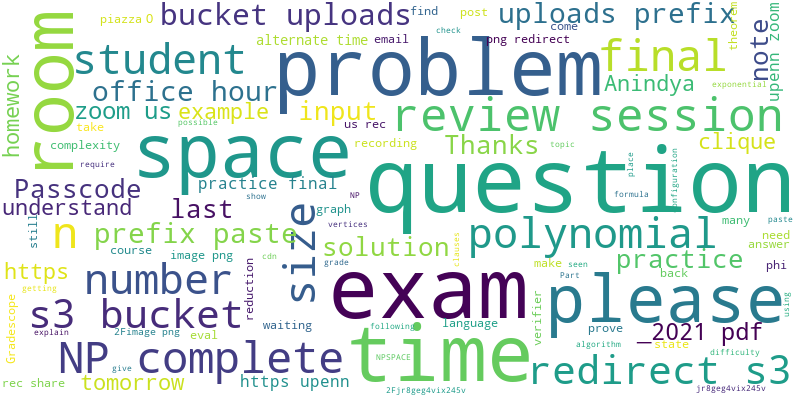 piazza O
bucket uploads
find
post
uploads prefix
come
theorem
upenn zoom
note
room
student
alternate time
email
png redirect
check
problem
final
homework
office hour
Anindya
exponential
zoom us
example
input
review session
take
us rec
possible
complexity
space
recording
Thanks
topic
clique
require
Passcode
practice final
question
place
configuration
understand
last
show
NP
formula
size
graph
vertices
many
paste
still
n
prefix paste
solution
polynomial
need
answer
course
image png
cdn
classes
https
number
reduction
grade
exam
make
seen
practice
back
phi
getting
Part
using
please
Gradescope
s3 bucket
explain
2Fimage png
eval
waiting
following
time
language
verifier
prove
_2021 pdf
algorithm
state
NP complete
give
NPSPACE
difficulty
rec share
tomorrow
https upenn
2Fjr8geg4vix245v
redirect s3
jr8geg4vix245v